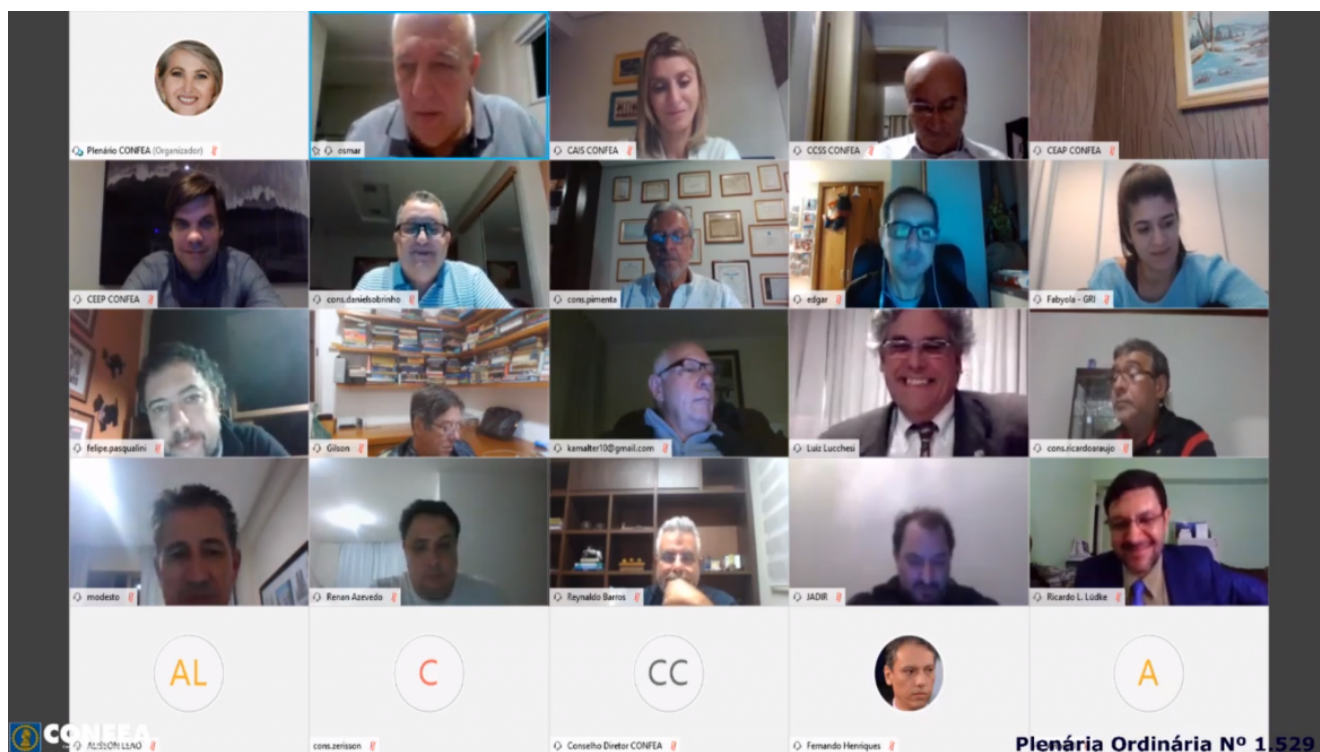 Plenário CONFEA (Organizador)
osmar
CAIS CONFEA
CCSS CONFEA
CEAP CONFEA
CEEP CONFEA
cons.danielsobrinho
cons.pimenta
edgar
Fabyola - GRI
felipe.pasqualini
Gilson
kamalter10@gmail.com
Luiz Lucchesi
cons.ricardoaraujo
modesto
Renan Azevedo
Reynaldo Barros
JADIR
Ricardo L. Lüdke
AL
C
CC
A
CONFEA
ALISSON LEÃO
cons.zerisson
Conselho Diretor CONFEA
Fernando Henriques
Plenária Ordinária Nº 1.529